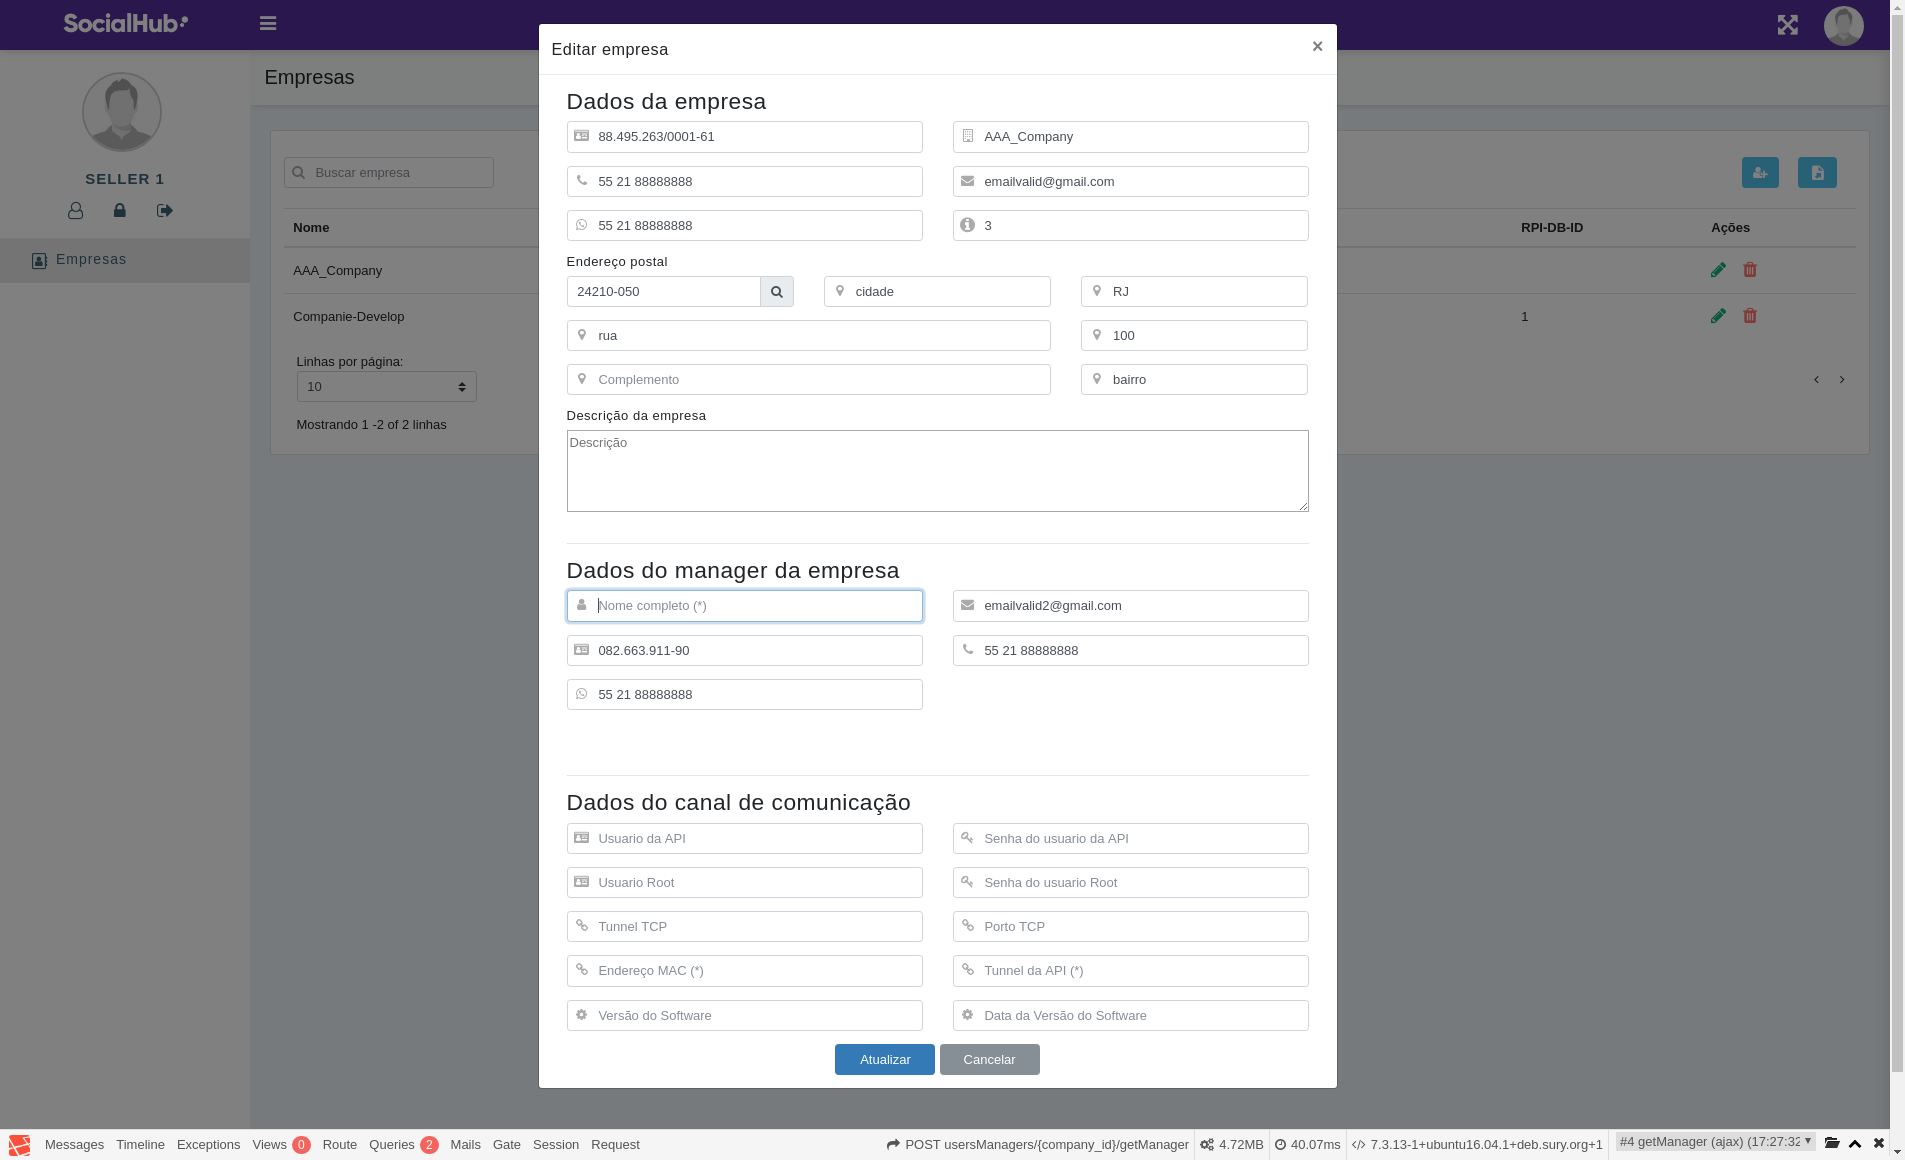 SocialHub
Editar empresa
×
Empresas
SELLER 1
Empresas
Buscar empresa
Nome
RPI-DB-ID
Ações
AAA_Company
Companie-Develop
1
Linhas por página:
10
Mostrando 1 -2 of 2 linhas
Dados da empresa
88.495.263/0001-61
AAA_Company
55 21 88888888
emailvalid@gmail.com
55 21 88888888
3
Endereço postal
24210-050
cidade
RJ
rua
100
Complemento
bairro
Descrição da empresa
Descrição
Dados do manager da empresa
Nome completo (*)
emailvalid2@gmail.com
082.663.911-90
55 21 88888888
55 21 88888888
Dados do canal de comunicação
Usuario da API
Senha do usuario da API
Usuario Root
Senha do usuario Root
Tunnel TCP
Porto TCP
Endereço MAC (*)
Tunnel da API (*)
Versão do Software
Data da Versão do Software
Atualizar
Cancelar
Messages Timeline Exceptions Views 0 Route Queries 2 Mails Gate Session Request POST usersManagers/{company_id}/getManager 4.72MB 40.07ms 7.3.13-1+ubuntu16.04.1+deb.sury.org+1 #4 getManager (ajax) (17:27:32